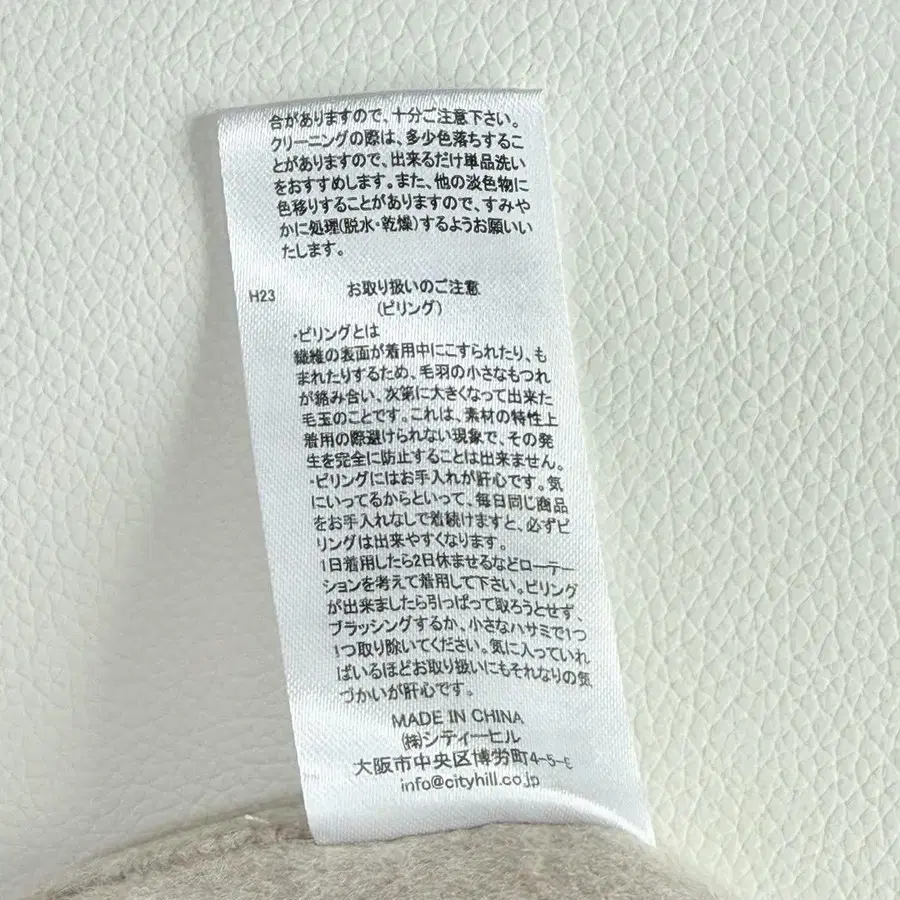 合がありますので、十分ご注意下さい。
クリーニングの際は、多少色落ちするこ
とがありますので、出来るだけ単品洗い
をおすすめします。また、他の淡色物に
色移りすることがありますので、すみや
かに処理(脱水・乾燥)するようお願いい
たします。
H23
お取り扱いのご注意
(ピリング)
・ピリングとは
繊維の表面が着用中にこすられたり、も
まれたりするため、毛羽の小さなもつれ
が絡み合い、次第に大きくなって出来た
毛玉のことです。これは、素材の特性上
着用の際避けられない現象で、その発
生を完全に防止することは出来ません。
・ピリングにはお手入れが肝心です。気
にいってるからといって、毎日同じ商品
をお手入れなしで着続けますと、必ずピ
リングは出来やすくなります。
1日着用したら2日休ませるなどローテー
ションを考えて着用して下さい。ピリング
が出来ましたら引っぱって取ろうとせず、
ブラッシングするか、小さなハサミで1つ
1つ取り除いてください。気に入っていれ
ばいるほどお取り扱いにもそれなりの気
づかいが肝心です。
MADE IN CHINA
(株)シティーヒル
大阪市中央区博労町4-5-
info@cityhill.co.jp